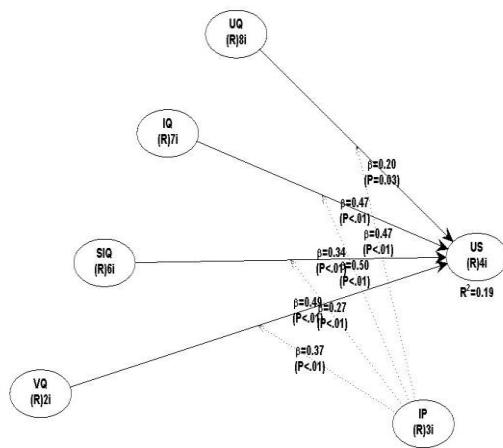 UQ
(R)8i
IQ
(R)7i
β=0.20
(P=0.03)
β=0.47
(P<.01)
β=0.47
(P<.01)
US
(R)4i
R²=0.19
SIQ
(R)6i
β=0.34
(P<.01)
β=0.50
(P<.01)
β=0.49
(P<.01)
β=0.27
(P<.01)
β=0.37
(P<.01)
VQ
(R)2i
IP
(R)3i